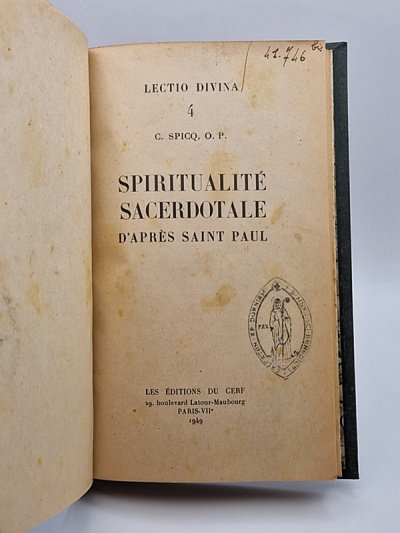 41.746 bis
LECTIO DIVINA
4
C. SPICQ, O. P.
SPIRITUALITÉ
SACERDOTALE
D'APRÈS SAINT PAUL
LES ÉDITIONS DU CERF
29, boulevard Latour-Maubourg
PARIS-VIIe
1949